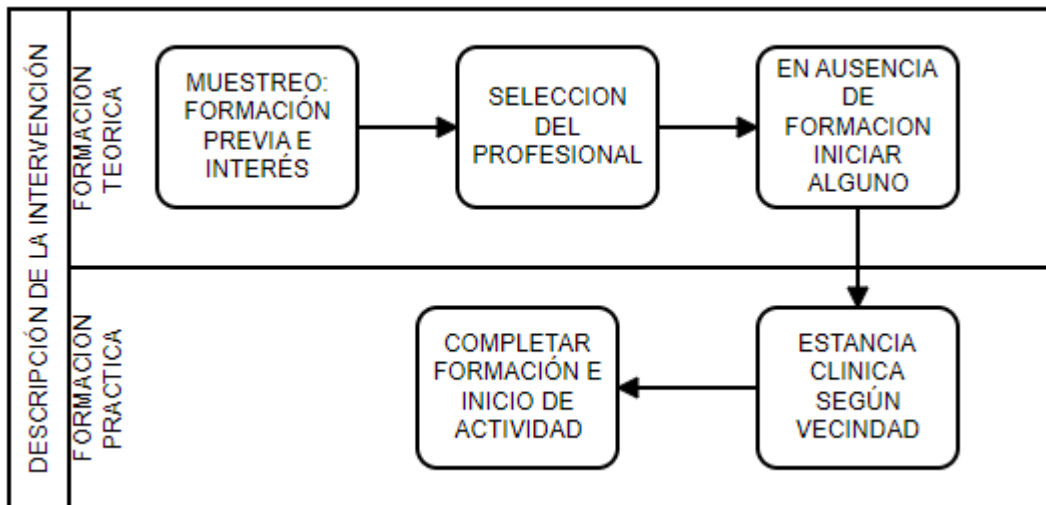 DESCRIPCIÓN DE LA INTERVENCIÓN
FORMACION
TEORICA
MUESTREO:
FORMACIÓN
PREVIA E
INTERÉS
SELECCION
DEL
PROFESIONAL
EN AUSENCIA
DE
FORMACION
INICIAR
ALGUNO
FORMACION
PRACTICA
COMPLETAR
FORMACIÓN E
INICIO DE
ACTIVIDAD
ESTANCIA
CLINICA
SEGÚN
VECINDAD